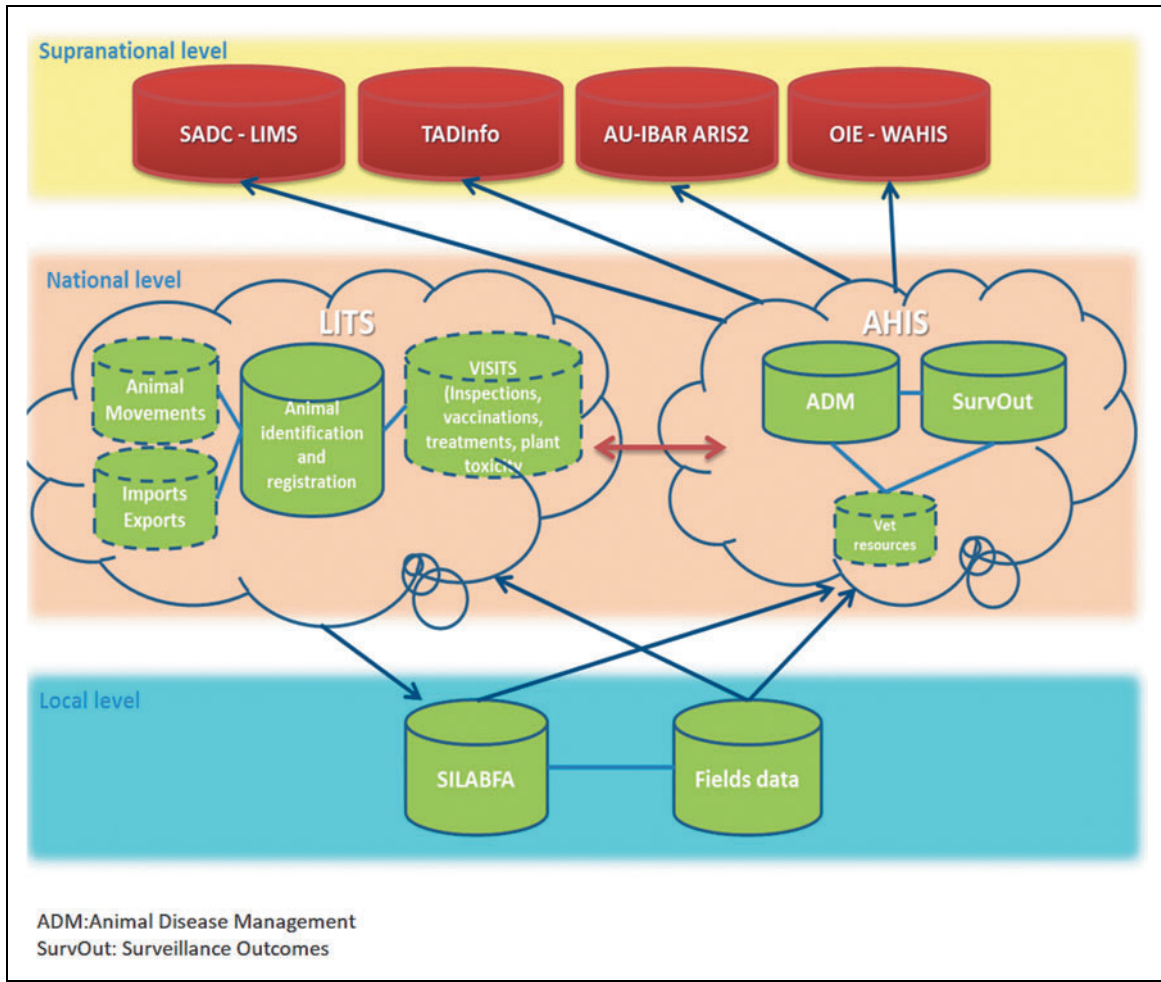 Supranational level
SADC - LIMS
TADInfo
AU-IBAR ARIS2
OIE - WAHIS
National level
LITS
AHIS
Animal
Movements
Imports
Exports
Animal
identification
and
registration
VISITS
(Inspections,
vaccinations,
treatments, plant
toxicity
ADM
SurvOut
Vet
resources
Local level
SILABFA
Fields data
ADM:Animal Disease Management
SurvOut: Surveillance Outcomes